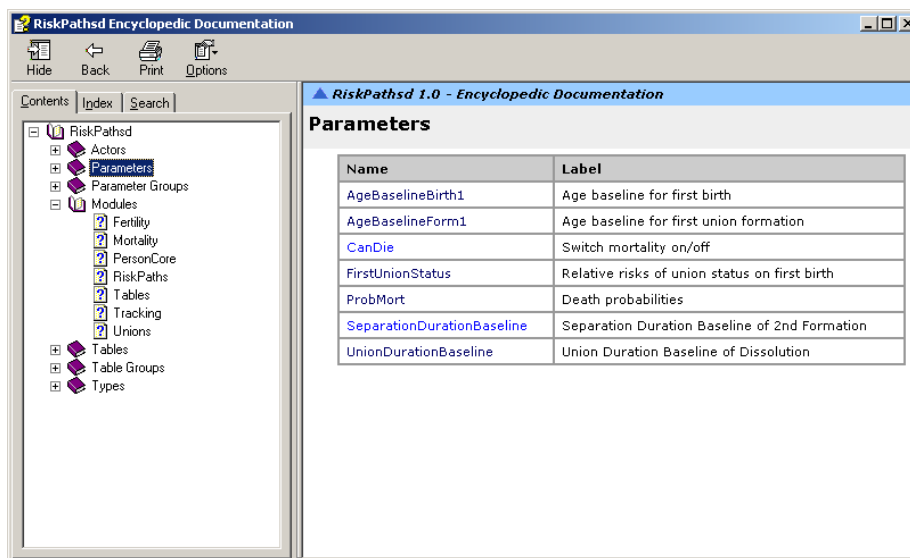 RiskPathsd Encyclopedic Documentation
Hide Back Print Options
Contents Index Search
RiskPathsd
Actors
Parameters
Parameter Groups
Modules
Fertility
Mortality
PersonCore
RiskPaths
Tables
Tracking
Unions
Tables
Table Groups
Types
RiskPathsd 1.0 - Encyclopedic Documentation
Parameters
Name Label
AgeBaselineBirth1 Age baseline for first birth
AgeBaselineForm1 Age baseline for first union formation
CanDie Switch mortality on/off
FirstUnionStatus Relative risks of union status on first birth
ProbMort Death probabilities
SeparationDurationBaseline Separation Duration Baseline of 2nd Formation
UnionDurationBaseline Union Duration Baseline of Dissolution